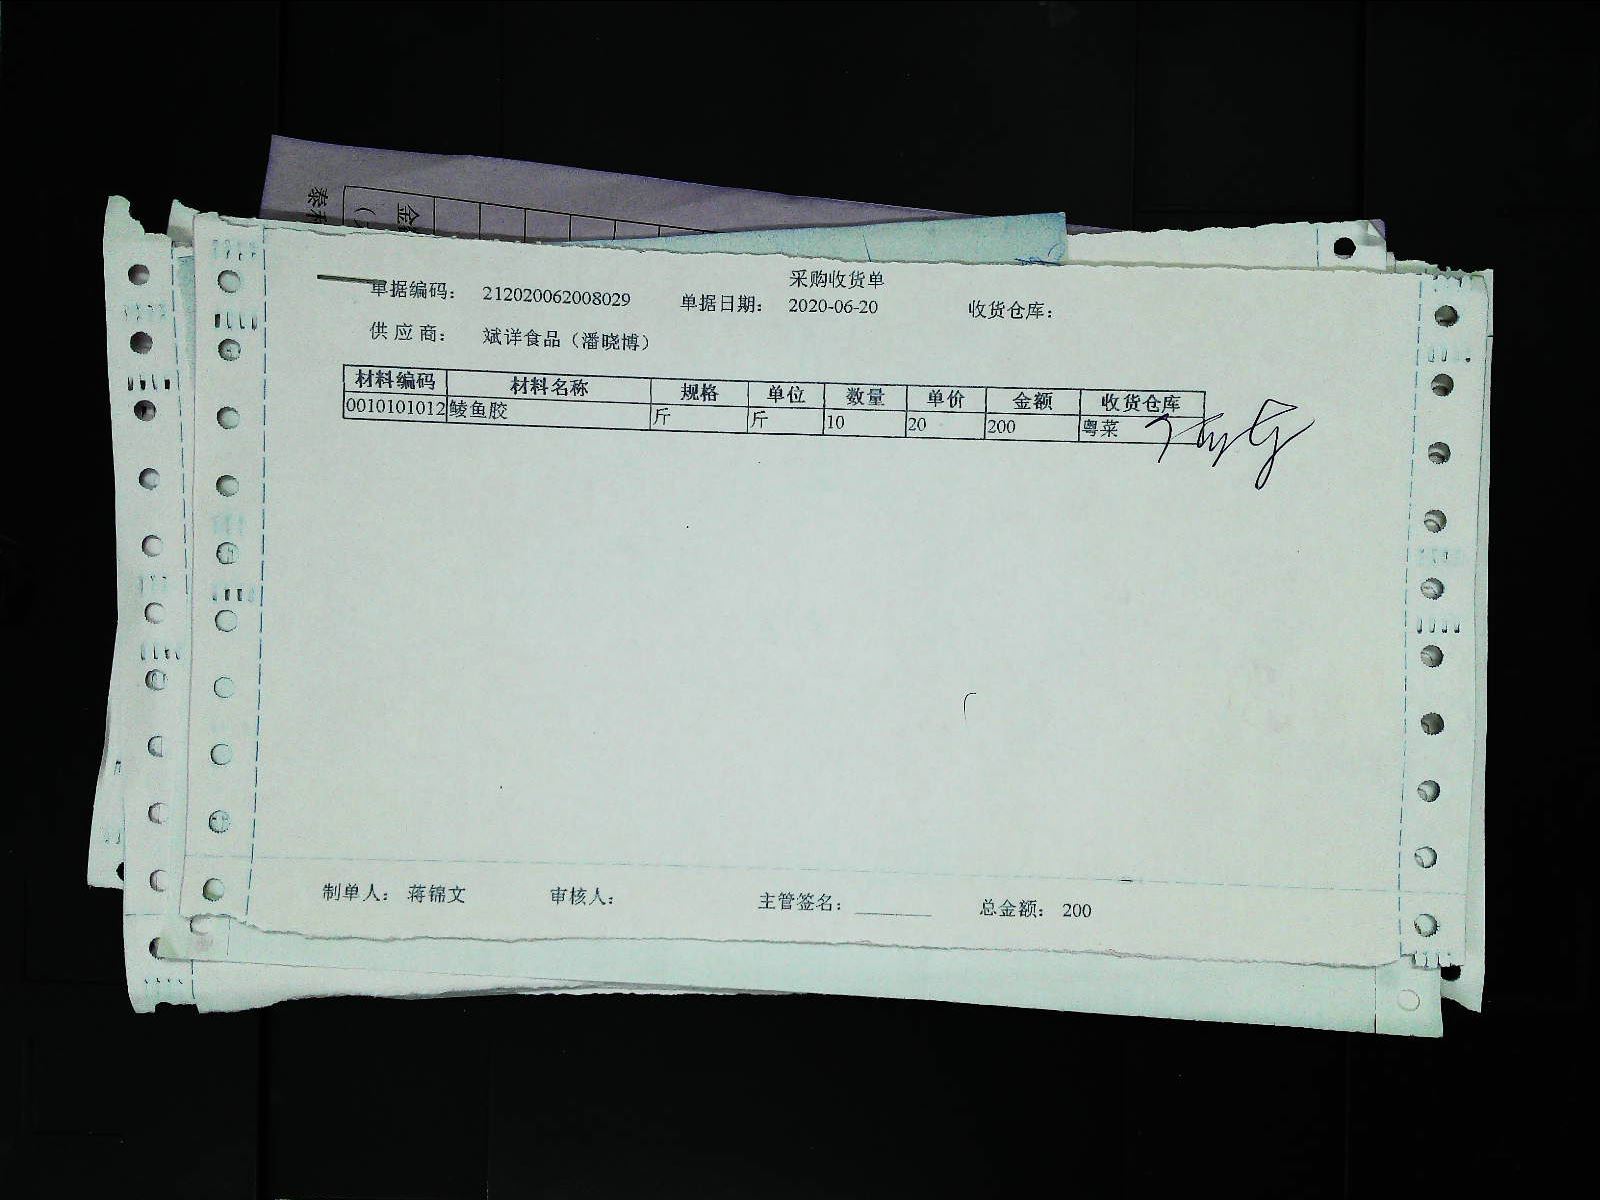 采购收货单
单据编码： 212020062008029 单据日期： 2020-06-20 收货仓库：
供 应 商： 斌洋食品（潘晓博）
材料编码 材料名称 规格 单位 数量 单价 金额 收货仓库
0010101012 鲮鱼胶 斤 斤 10 20 200 粤菜
制单人： 蒋锦文 审核人： 主管签名： 总金额： 200